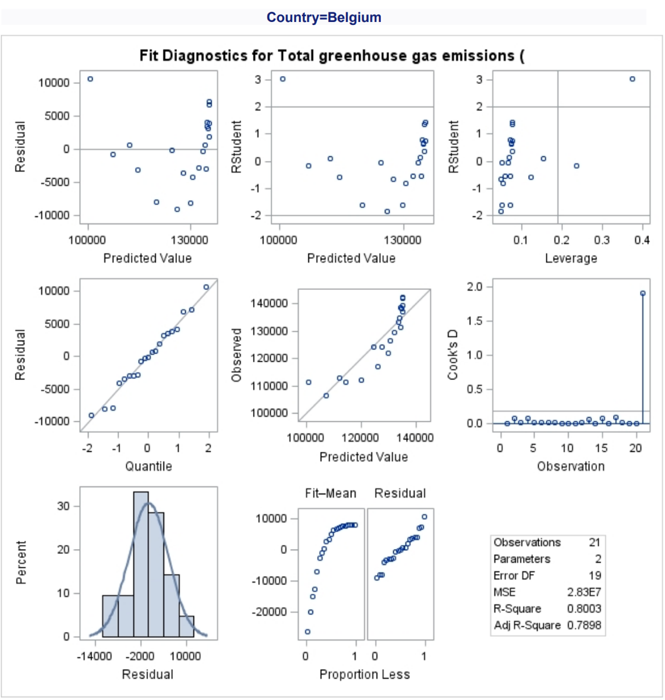 Country=Belgium
Fit Diagnostics for Total greenhouse gas emissions (
Residual
10000
5000
0
-5000
-10000
100000 130000
Predicted Value
RStudent
3
2
1
0
-1
-2
100000 130000
Predicted Value
RStudent
3
2
1
0
-1
-2
0.1 0.2 0.3 0.4
Leverage
Residual
10000
5000
0
-5000
-10000
-2 -1 0 1 2
Quantile
Observed
140000
130000
120000
110000
100000
100000 120000 140000
Predicted Value
Cook's D
2.0
1.5
1.0
0.5
0.0
0 5 10 15 20
Observation
Percent
30
20
10
0
-14000 -2000 10000
Residual
Fit–Mean Residual
10000
0
-10000
-20000
0 1 0 1
Proportion Less
Observations 21
Parameters 2
Error DF 19
MSE 2.83E7
R-Square 0.8003
Adj R-Square 0.7898